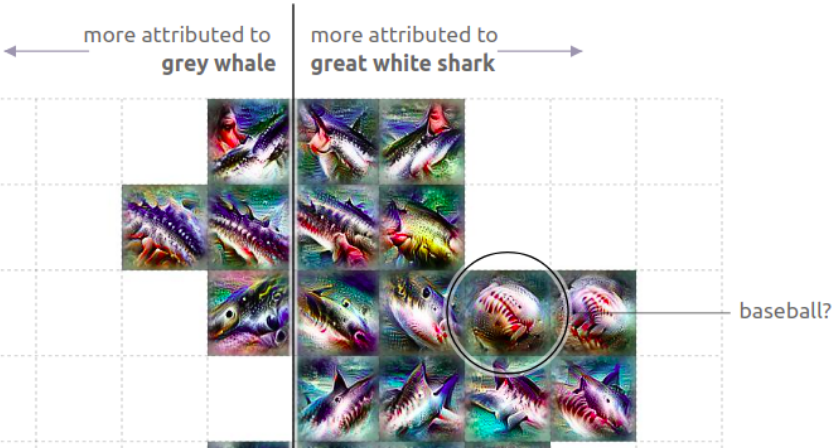 more attributed to
grey whale
more attributed to
great white shark
baseball?